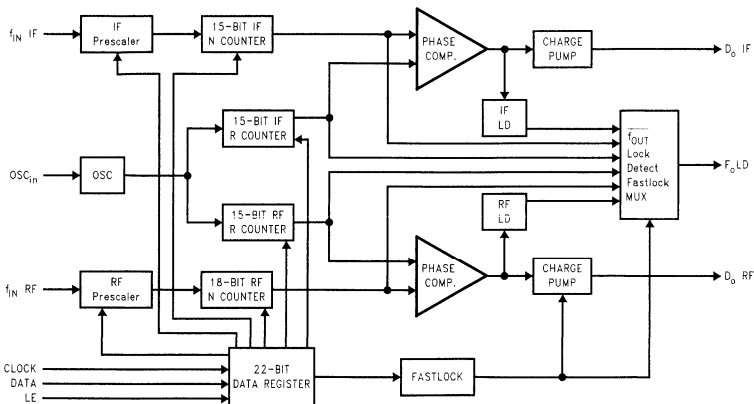 f_IN IF
IF
Prescaler
15-BIT IF
N COUNTER
PHASE
COMP.
CHARGE
PUMP
D_o IF
IF
LD
15-BIT IF
R COUNTER
OSC_in
OSC
f_OUT
Lock
Detect
Fastlock
MUX
F_oLD
15-BIT RF
R COUNTER
RF
LD
f_IN RF
RF
Prescaler
18-BIT RF
N COUNTER
PHASE
COMP.
CHARGE
PUMP
D_o RF
CLOCK
DATA
LE
22-BIT
DATA REGISTER
FASTLOCK